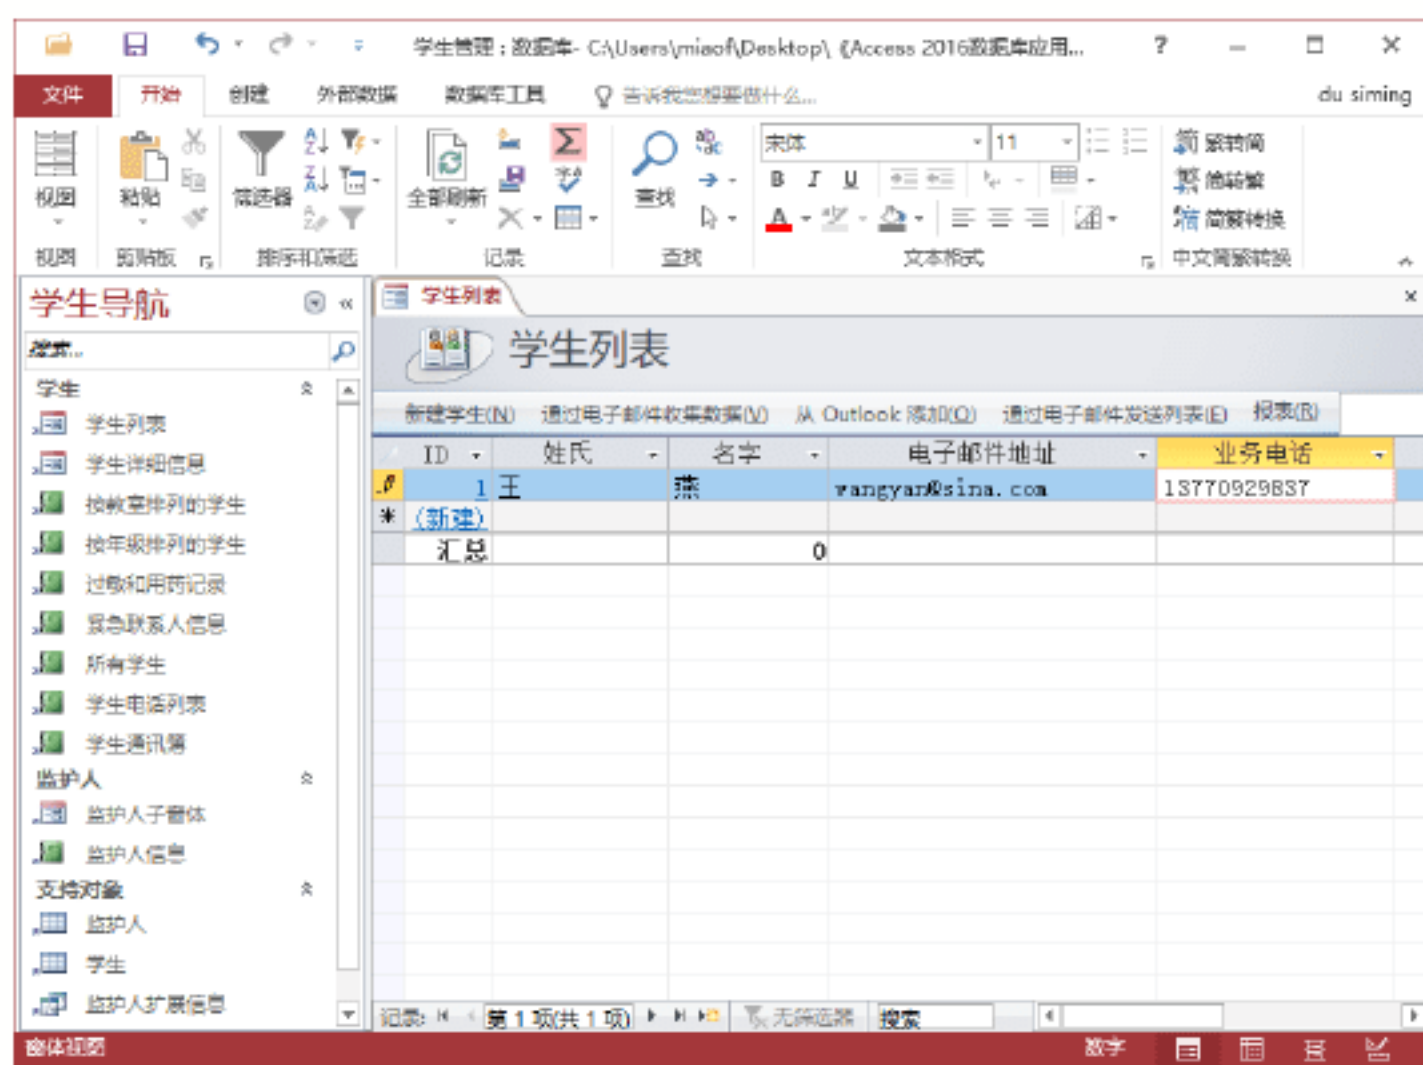 学生管理 : 数据库- C:\Users\miaof\Desktop\《Access 2016数据库应用... ?
文件 开始 创建 外部数据 数据库工具 告诉我您想要做什么... du siming
宋体 11 繁转简
视图 粘贴 筛选器 全部刷新 查找 B I U 繁 简转繁
A 简繁转换
视图 剪贴板 排序和筛选 记录 查找 文本格式 中文简繁转换
学生导航 «
搜索...
学生
学生列表
学生详细信息
按教室排列的学生
按年级排列的学生
过敏和用药记录
紧急联系人信息
所有学生
学生电话列表
学生通讯簿
监护人
监护人子窗体
监护人信息
支持对象
监护人
学生
监护人扩展信息
学生列表
学生列表
新建学生(N) 通过电子邮件收集数据(V) 从 Outlook 添加(O) 通过电子邮件发送列表(E) 报表(R)
ID 姓氏 名字 电子邮件地址 业务电话
1 王 燕 wangyan@sina.com 13770929837
* (新建)
汇总 0
记录: 第 1 项(共 1 项) 无筛选器 搜索
窗体视图 数字